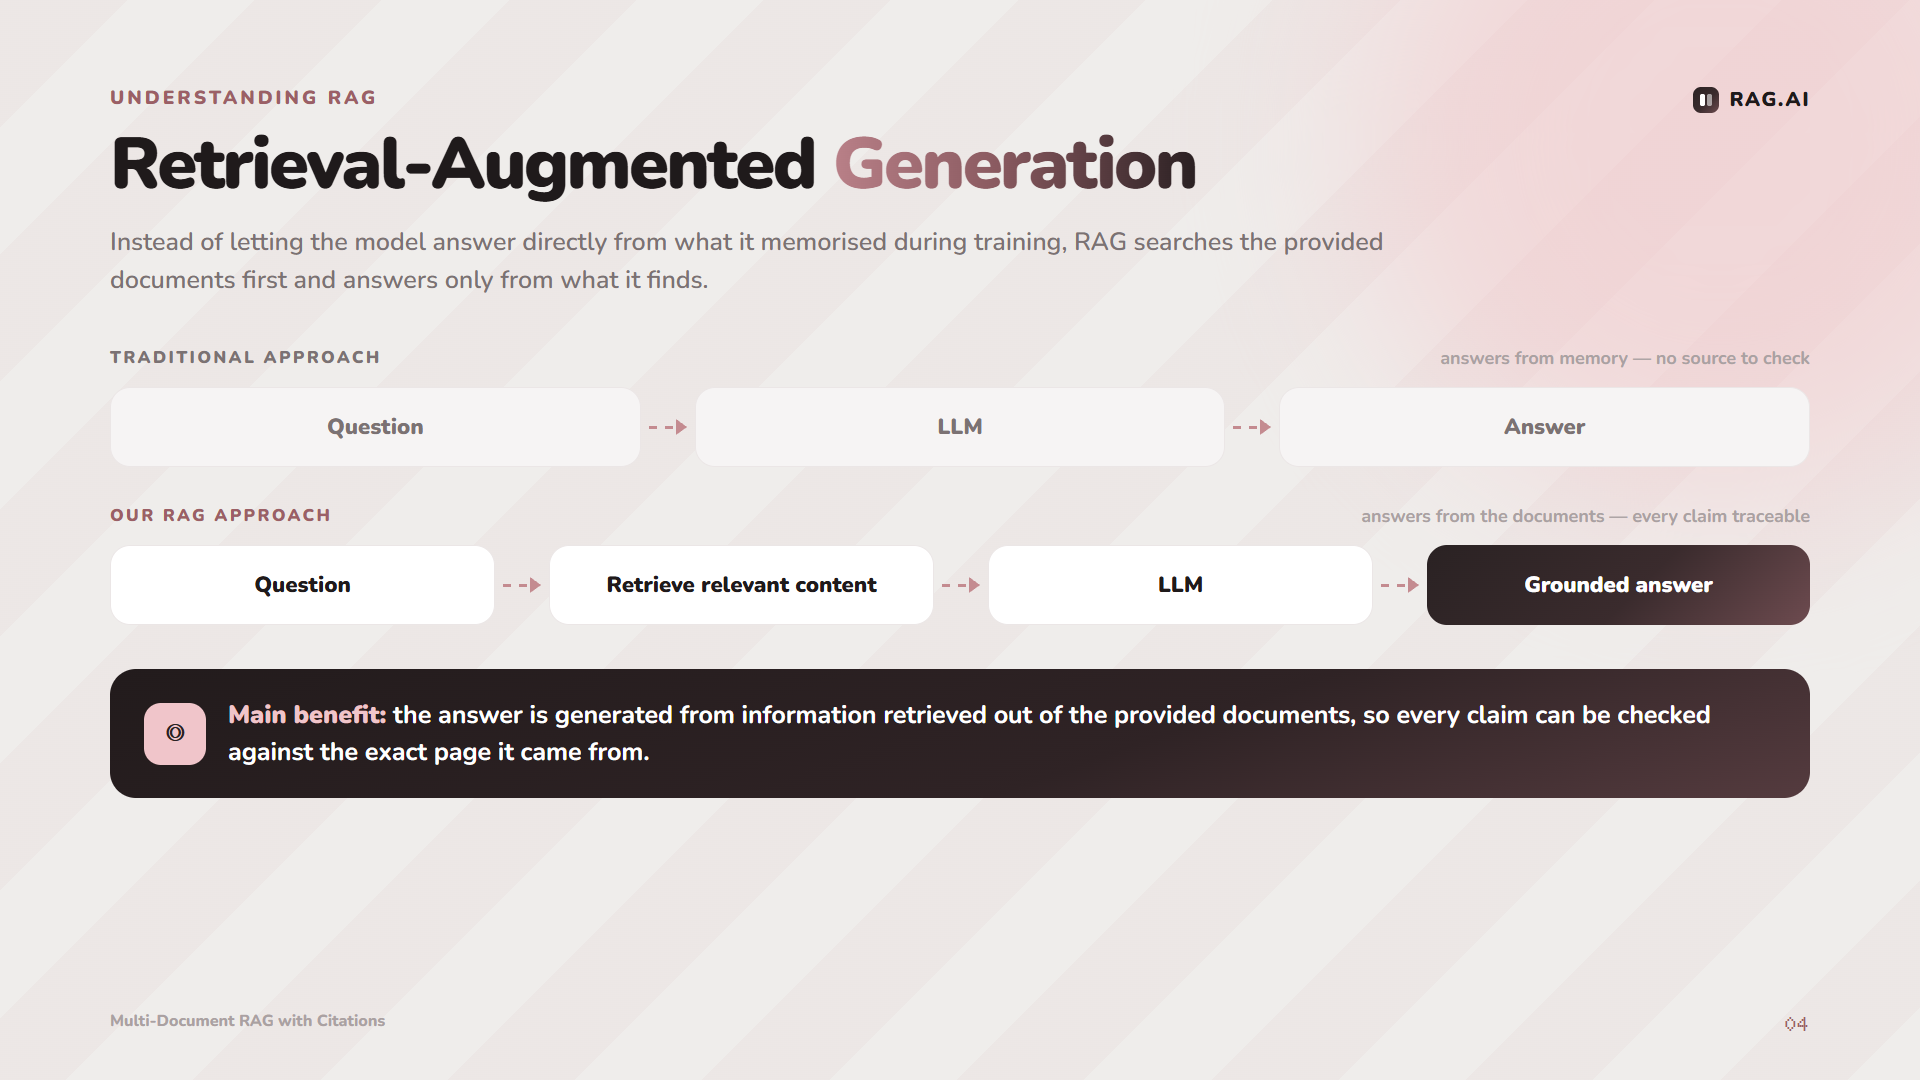 UNDERSTANDING RAG
RAG.AI
Retrieval-Augmented Generation
Instead of letting the model answer directly from what it memorised during training, RAG searches the provided
documents first and answers only from what it finds.
TRADITIONAL APPROACH
answers from memory — no source to check
Question
LLM
Answer
OUR RAG APPROACH
answers from the documents — every claim traceable
Question
Retrieve relevant content
LLM
Grounded answer
Main benefit: the answer is generated from information retrieved out of the provided documents, so every claim can be checked
against the exact page it came from.
Multi-Document RAG with Citations
04